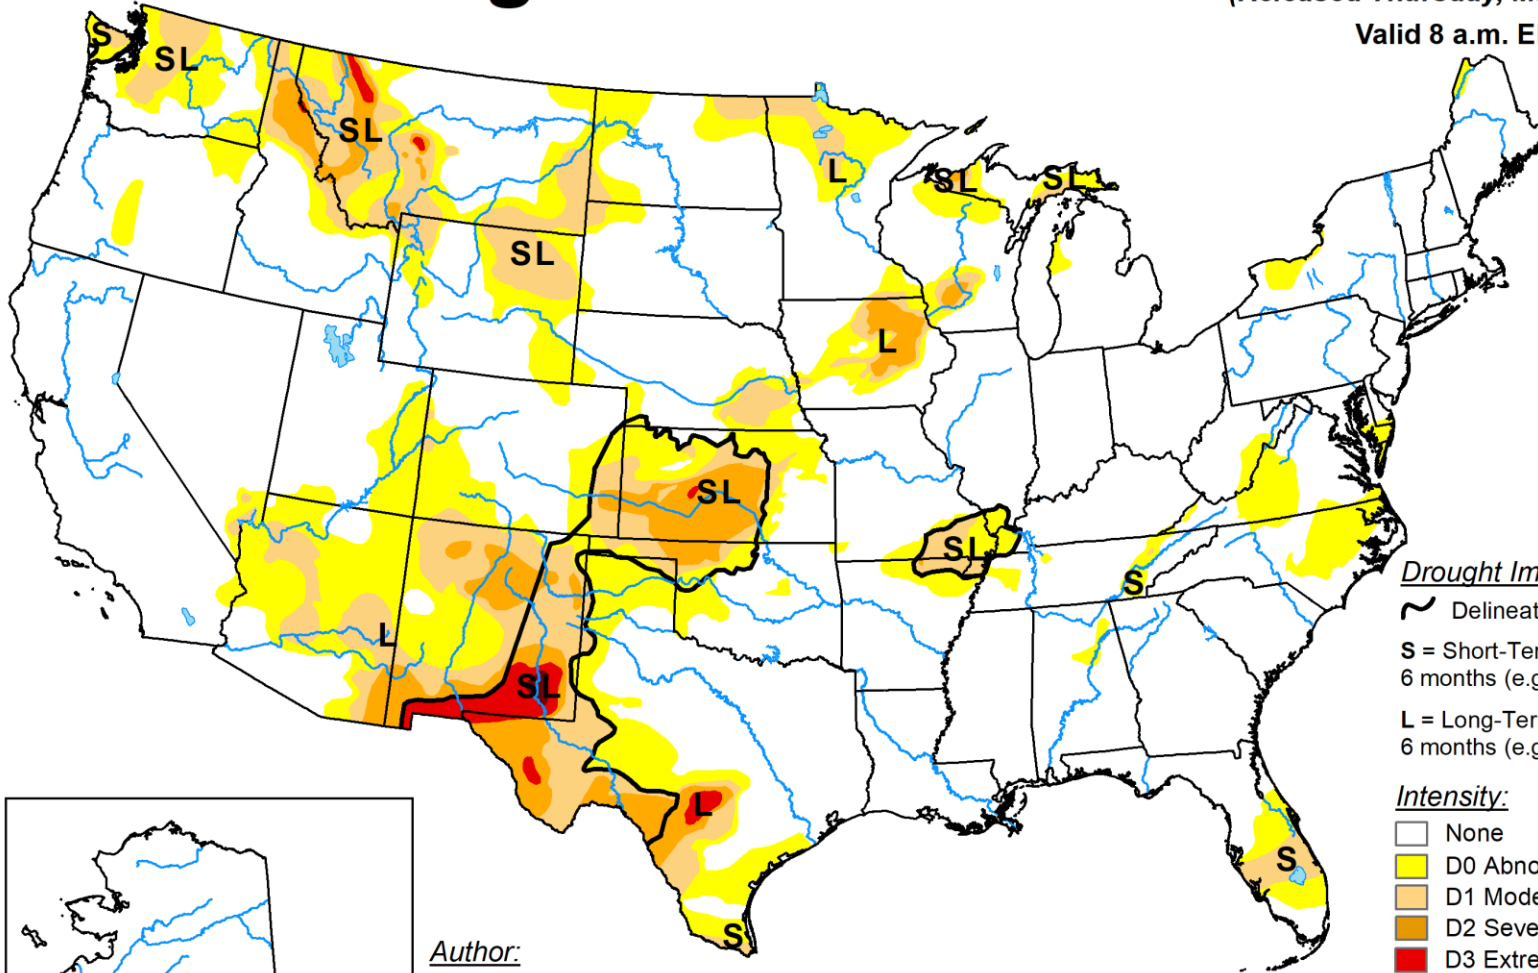 Valid 8 a.m. E
S
SL
SL
L
SL
SL
SL
L
SL
SL
S
L
SL
L
S
S
Drought Im
Delineat
S = Short-Ter
6 months (e.g
L = Long-Ter
6 months (e.g
Intensity:
None
D0 Abno
D1 Mode
D2 Seve
D3 Extre
Author: